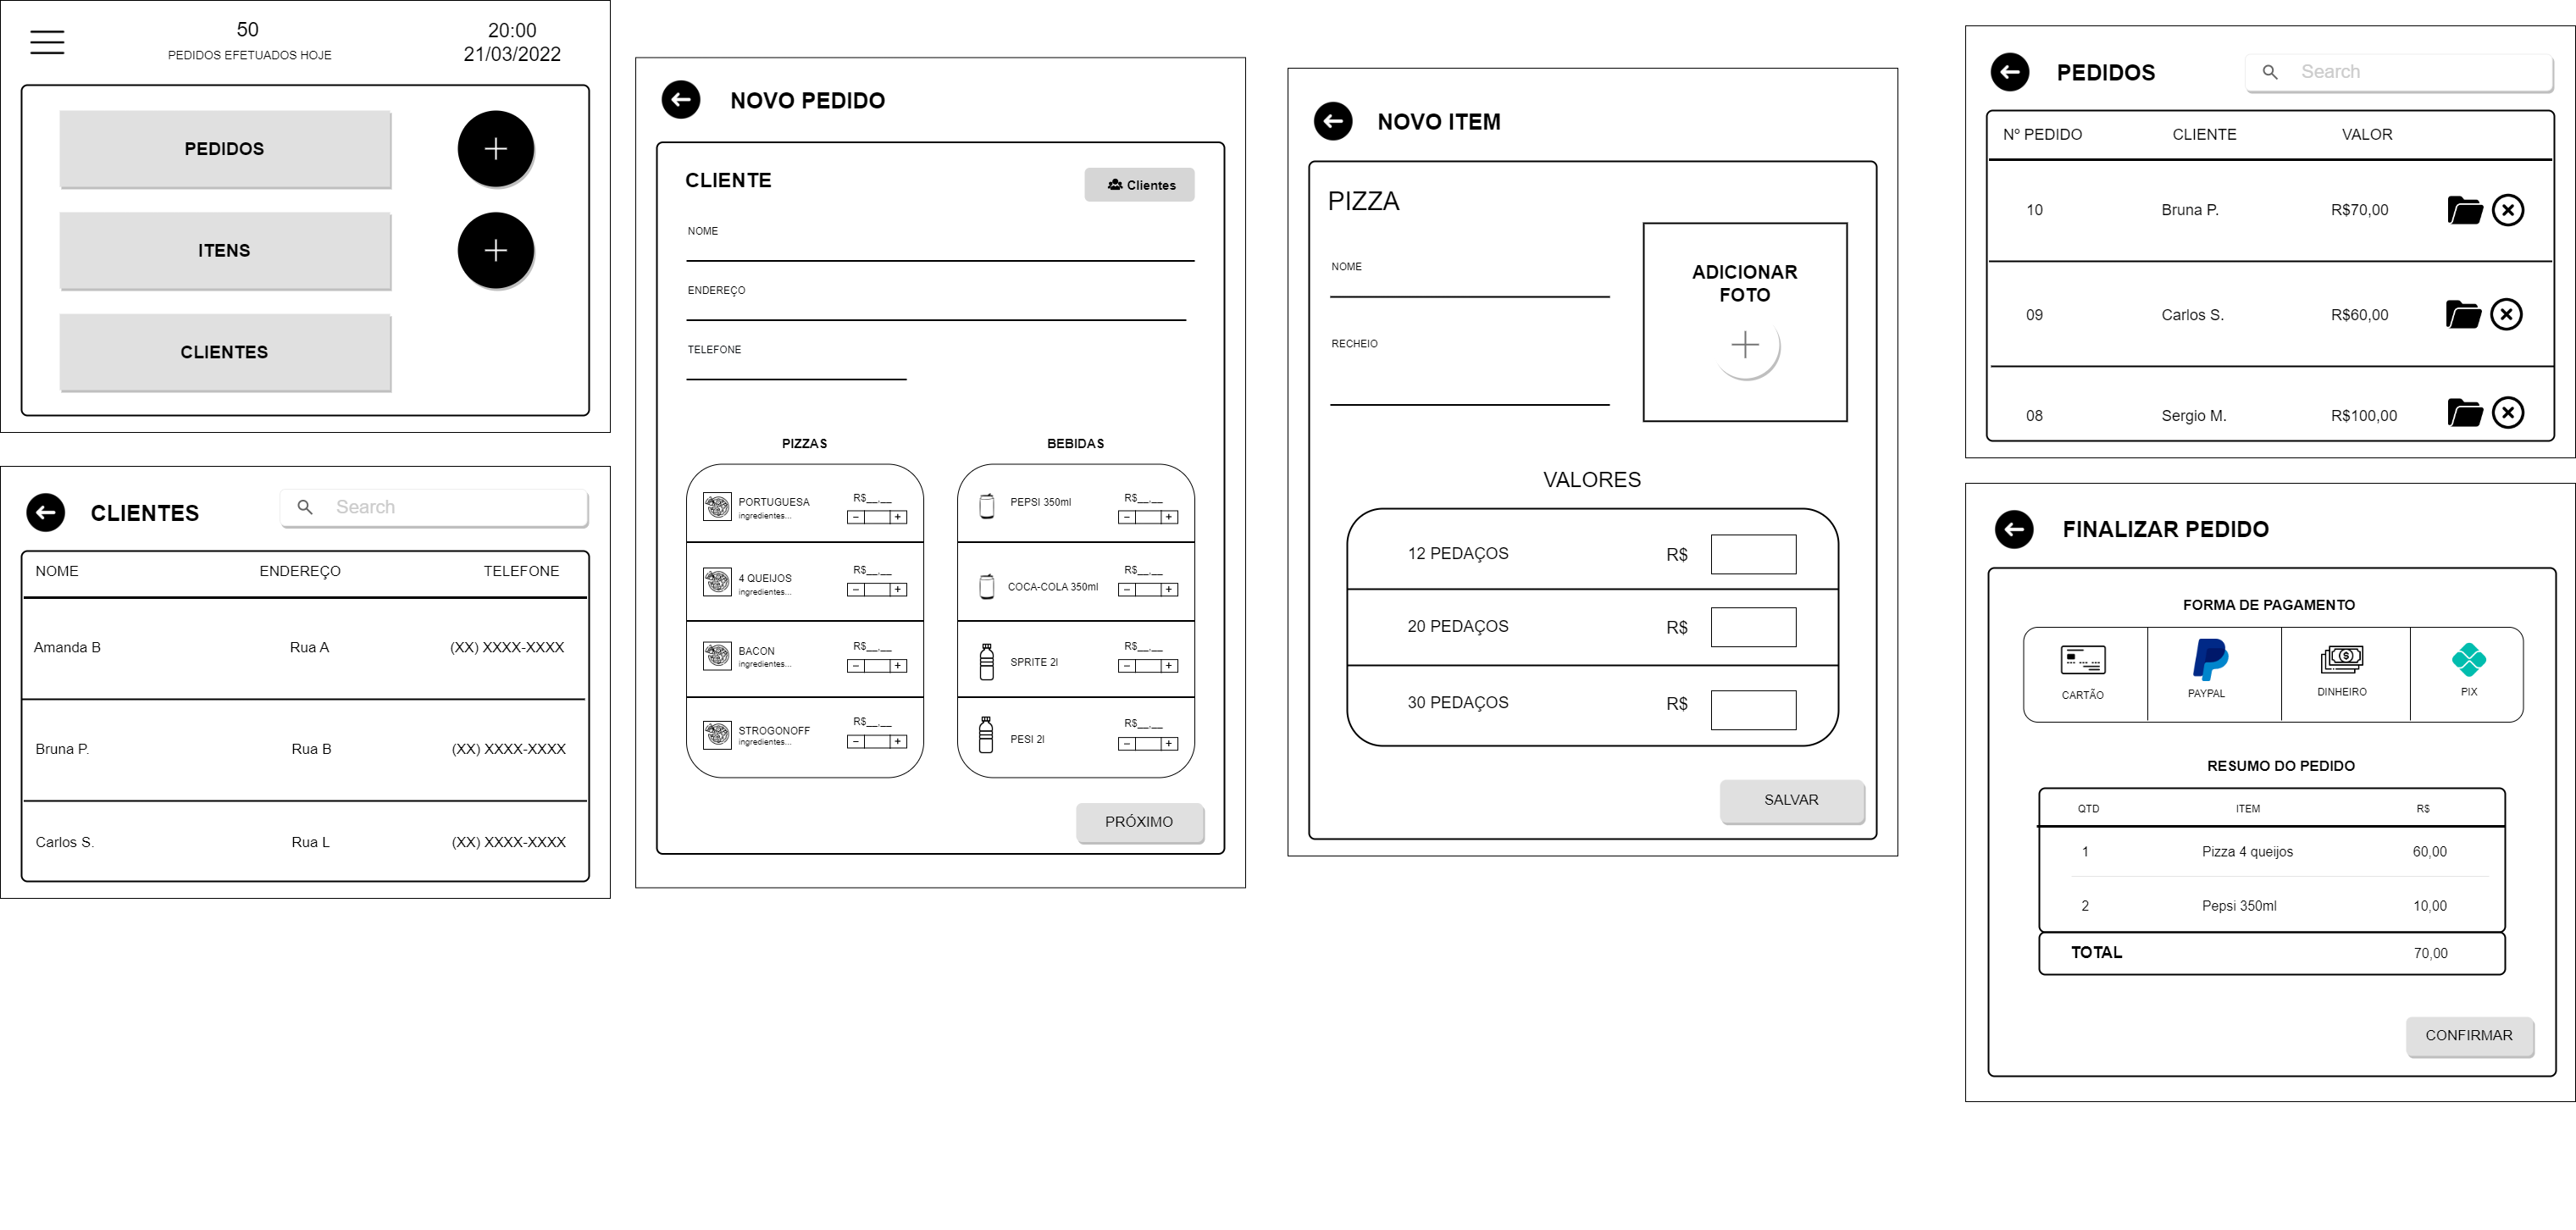 50
PEDIDOS EFETUADOS HOJE
20:00
21/03/2022
PEDIDOS
ITENS
CLIENTES
CLIENTES
Search
NOME ENDEREÇO TELEFONE
Amanda B Rua A (XX) XXXX-XXXX
Bruna P. Rua B (XX) XXXX-XXXX
Carlos S. Rua L (XX) XXXX-XXXX
NOVO PEDIDO
CLIENTE
Clientes
NOME
ENDEREÇO
TELEFONE
PIZZAS
PORTUGUESA R$__.__
ingredientes... - +
4 QUEIJOS R$__.__
ingredientes... - +
BACON R$__.__
ingredientes... - +
STROGONOFF R$__.__
ingredientes... - +
BEBIDAS
PEPSI 350ml R$__.__
- +
COCA-COLA 350ml R$__.__
- +
SPRITE 2l R$__.__
- +
PESI 2l R$__.__
- +
PRÓXIMO
NOVO ITEM
PIZZA
NOME
RECHEIO
ADICIONAR
FOTO
VALORES
12 PEDAÇOS R$
20 PEDAÇOS R$
30 PEDAÇOS R$
SALVAR
PEDIDOS
Search
Nº PEDIDO CLIENTE VALOR
10 Bruna P. R$70,00
09 Carlos S. R$60,00
08 Sergio M. R$100,00
FINALIZAR PEDIDO
FORMA DE PAGAMENTO
CARTÃO PAYPAL DINHEIRO PIX
RESUMO DO PEDIDO
QTD ITEM R$
1 Pizza 4 queijos 60,00
2 Pepsi 350ml 10,00
TOTAL 70,00
CONFIRMAR